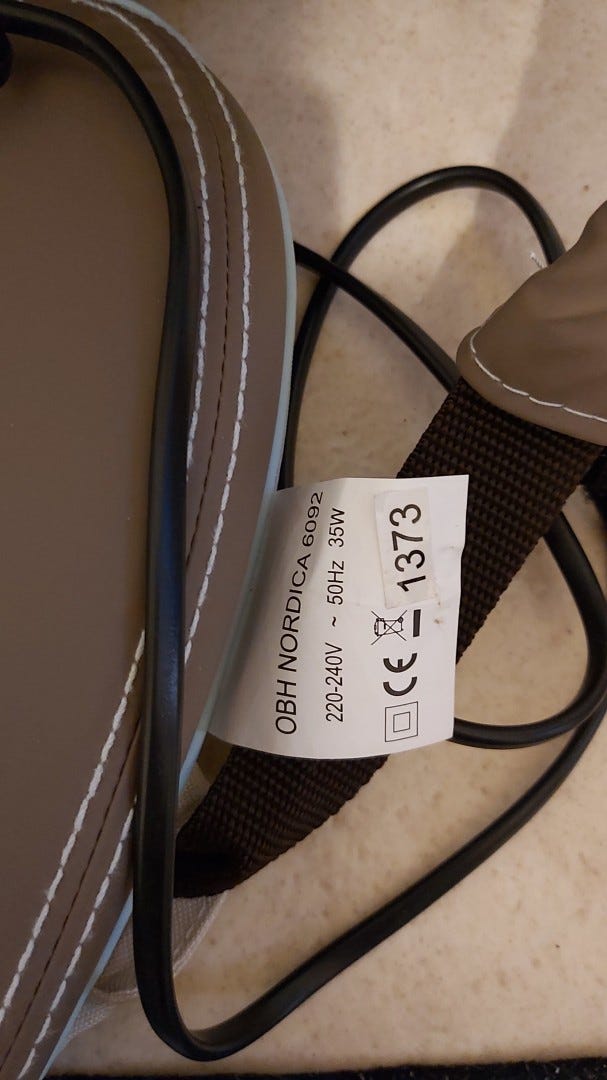 OBH NORDICA 6092
220-240V ~ 50Hz 35W
CE 1373